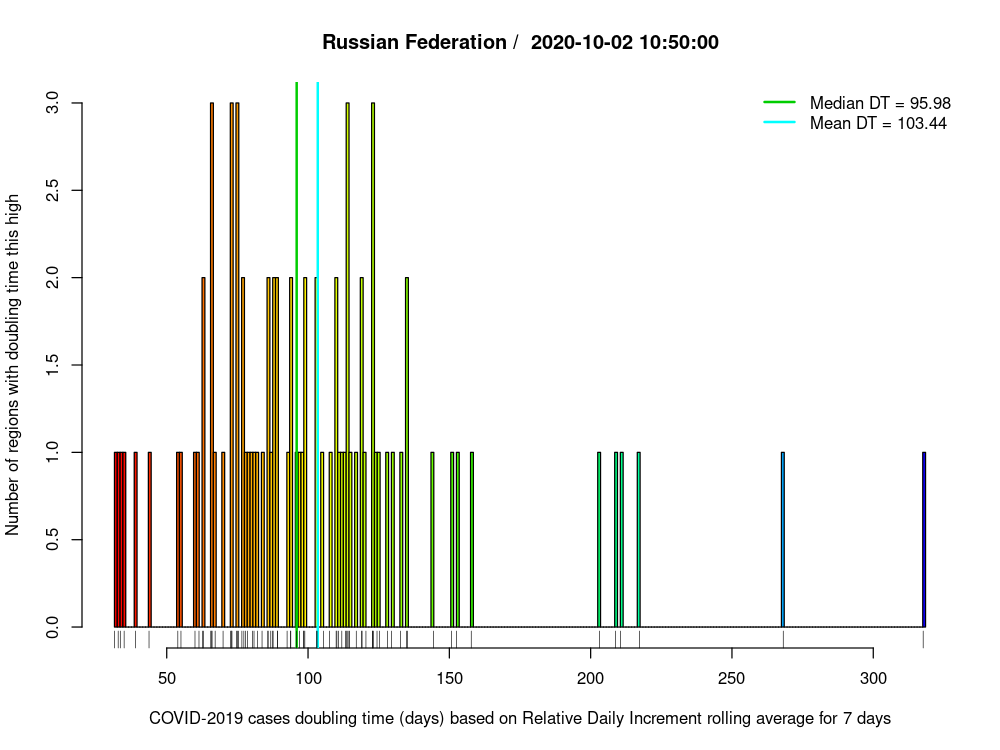 Russian Federation /  2020-10-02 10:50:00
Median DT = 95.98
Mean DT = 103.44
Number of regions with doubling time this high
3.0
2.5
2.0
1.5
1.0
0.5
0.0
50 100 150 200 250 300
COVID-2019 cases doubling time (days) based on Relative Daily Increment rolling average for 7 days